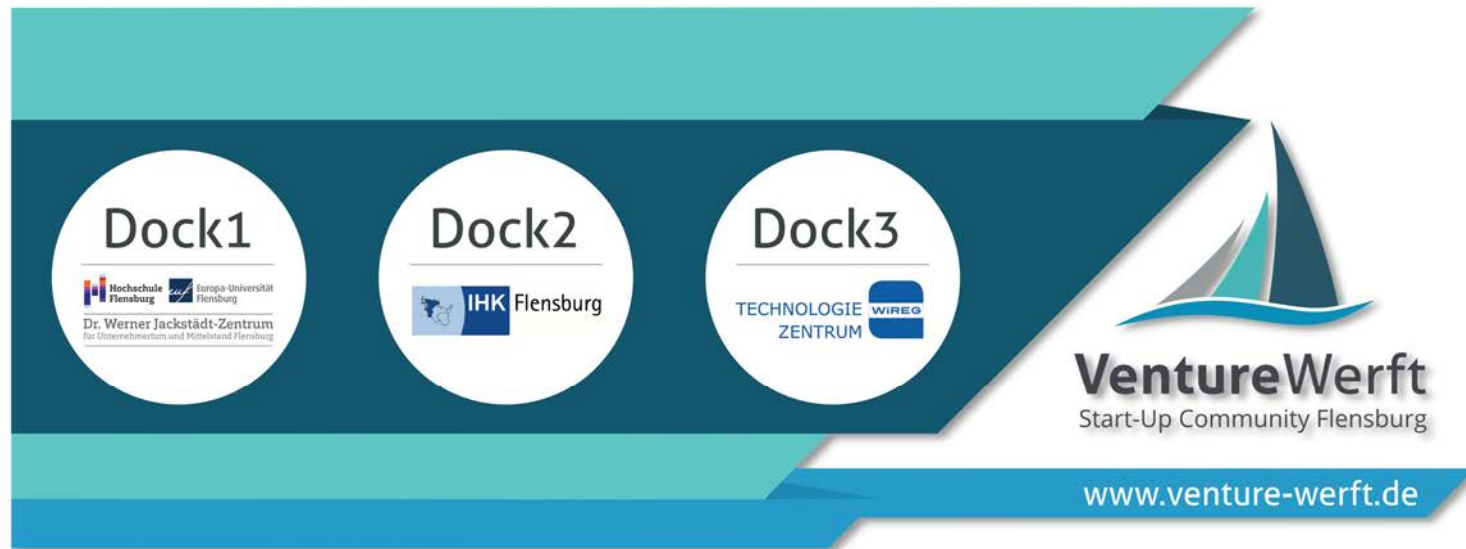 Dock1
Hochschule
Flensburg
euf
Europa-Universität
Flensburg
Dr. Werner Jackstädt-Zentrum
für Unternehmertum und Mittelstand Flensburg
Dock2
IHK Flensburg
Dock3
TECHNOLOGIE
ZENTRUM
WiREG
VentureWerft
Start-Up Community Flensburg
www.venture-werft.de